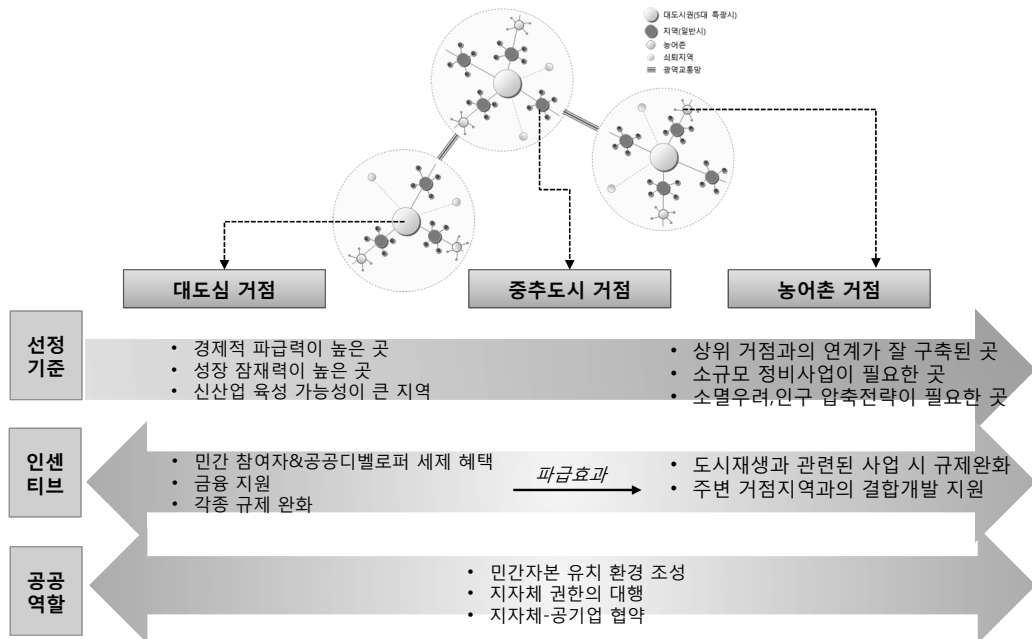 대도시권(5대 특광시)
지역(일반시)
농어촌
쇠퇴지역
광역교통망
대도심 거점
중추도시 거점
농어촌 거점
선정
기준
• 경제적 파급력이 높은 곳
• 성장 잠재력이 높은 곳
• 신산업 육성 가능성이 큰 지역
• 상위 거점과의 연계가 잘 구축된 곳
• 소규모 정비사업이 필요한 곳
• 소멸우려,인구 압축전략이 필요한 곳
인센
티브
• 민간 참여자&공공디벨로퍼 세제 혜택
• 금융 지원
• 각종 규제 완화
파급효과
• 도시재생과 관련된 사업 시 규제완화
• 주변 거점지역과의 결합개발 지원
공공
역할
• 민간자본 유치 환경 조성
• 지자체 권한의 대행
• 지자체-공기업 협약